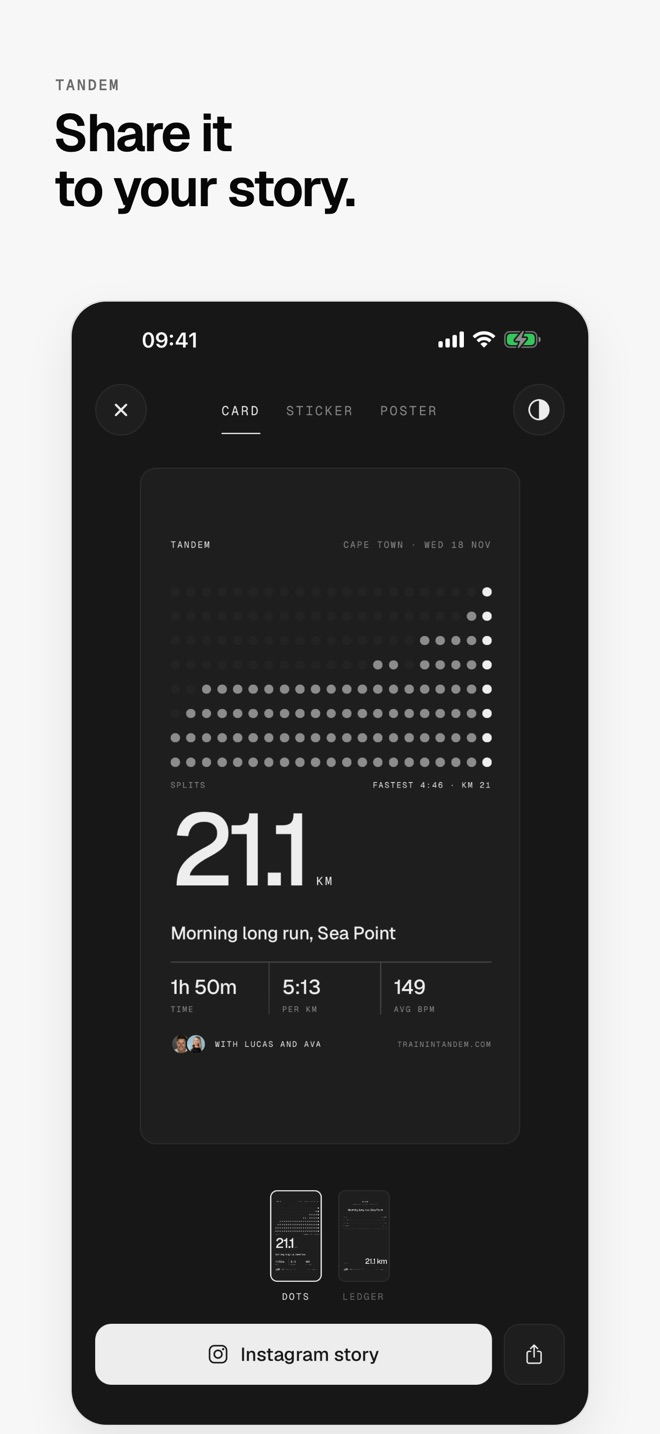 TANDEM
Share it
to your story.
09:41
CARD STICKER POSTER
TANDEM CAPE TOWN · WED 18 NOV
SPLITS FASTEST 4:46 · KM 21
21.1 KM
Morning long run, Sea Point
1h 50m 5:13 149
TIME PER KM AVG BPM
WITH LUCAS AND AVA TRAININTANDEM.COM
21.1
21.1 km
DOTS LEDGER
Instagram story